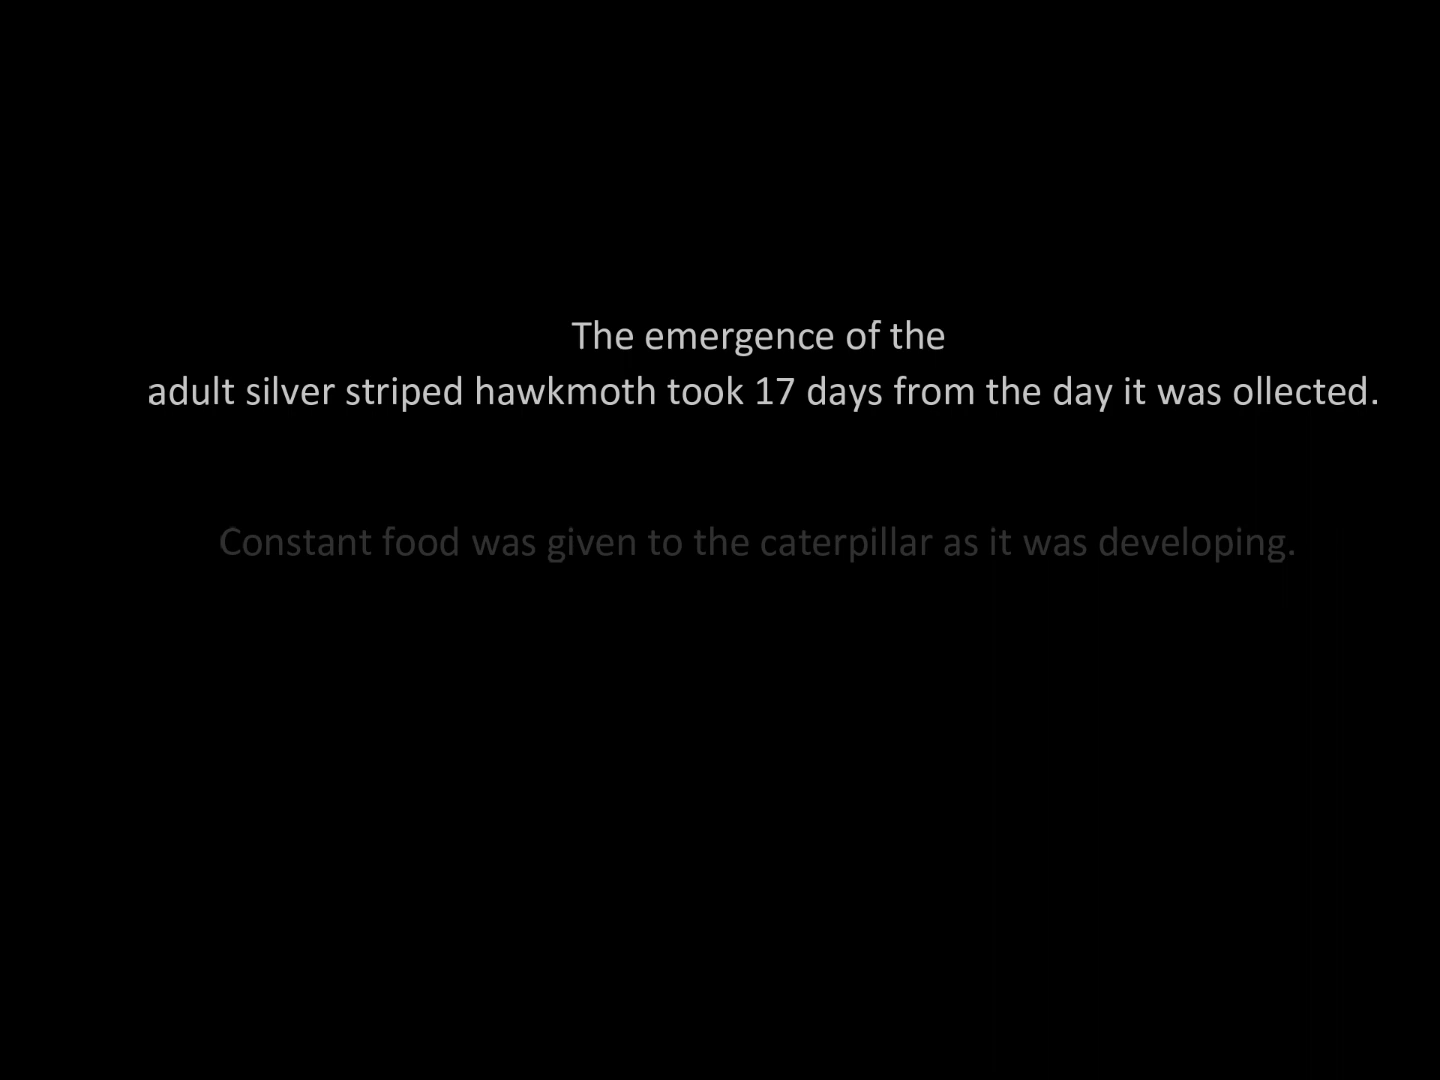 The emergence of the
adult silver striped hawkmoth took 17 days from the day it was ollected.
Constant food was given to the caterpillar as it was developing.